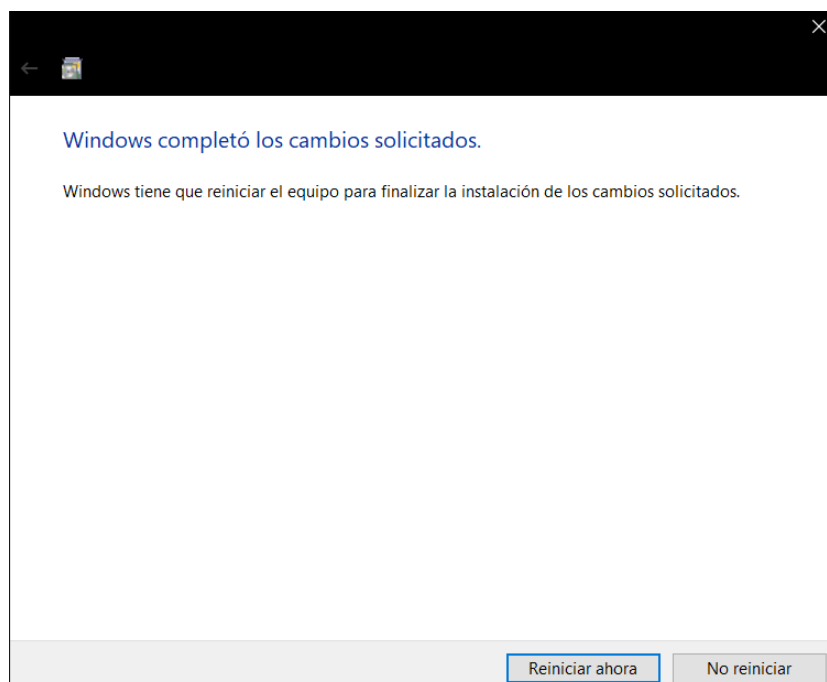 Windows completó los cambios solicitados.
Windows tiene que reiniciar el equipo para finalizar la instalación de los cambios solicitados.
Reiniciar ahora
No reiniciar